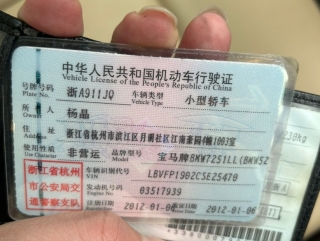 中华人民共和国机动车行驶证
Vehicle License of the People's Republic of China
号牌号码 浙A911JQ 车辆类型 小型轿车
Plate No. Vehicle Type
所有人 杨晶
Owner
住址 浙江省杭州市滨江区月明社区江南豪园
Address
使用性质 非营运 品牌型号 宝马牌BMW7251LL(BMW5Z
Use Character Model
浙江省杭州 车辆识别代号 LBVFP1902CSE25470
VIN
市公安局交 发动机号码 03517939
Engine No.
通警察支队 注册日期 2012-01-06 发证日期 2012-01-06
230kg